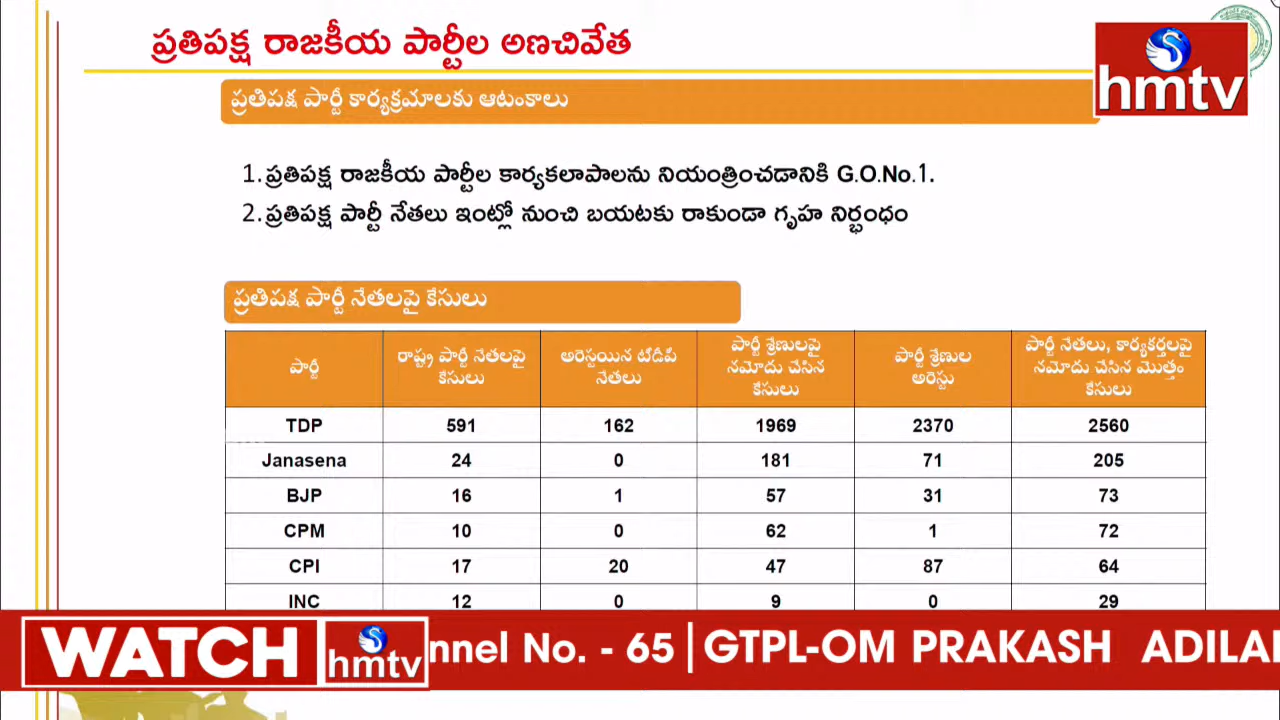 ప్రతిపక్ష రాజకీయ పార్టీల అణచివేత
hmtv
ప్రతిపక్ష పార్టీ కార్యక్రమాలకు ఆటంకాలు
1. ప్రతిపక్ష రాజకీయ పార్టీల కార్యకలాపాలను నియంత్రించడానికి G.O.No.1.
2. ప్రతిపక్ష పార్టీ నేతలు ఇంట్లో నుంచి బయటకు రాకుండా గృహ నిర్భంధం
ప్రతిపక్ష పార్టీ నేతలపై కేసులు
పార్టీ రాష్ట్ర పార్టీ నేతలపై కేసులు అరెస్టయిన టీడీపీ నేతలు పార్టీ శ్రేణులపై నమోదు చేసిన కేసులు పార్టీ శ్రేణుల అరెస్టు పార్టీ నేతలు, కార్యకర్తలపై నమోదు చేసిన మొత్తం కేసులు
TDP 591 162 1969 2370 2560
Janasena 24 0 181 71 205
BJP 16 1 57 31 73
CPM 10 0 62 1 72
CPI 17 20 47 87 64
INC 12 0 9 0 29
WATCH hmtv nnel No. - 65 | GTPL-OM PRAKASH ADILA